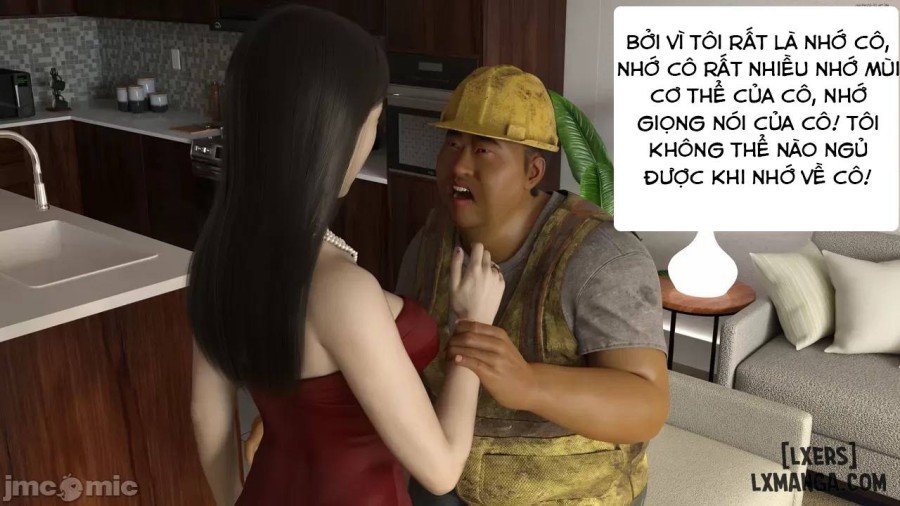 BỞI VÌ TÔI RẤT LÀ NHỚ CÔ,
NHỚ CÔ RẤT NHIỀU NHỚ MÙI
CƠ THỂ CỦA CÔ, NHỚ
GIỌNG NÓI CỦA CÔ! TÔI
KHÔNG THỂ NÀO NGỦ
ĐƯỢC KHI NHỚ VỀ CÔ!
[LXERS]
LXMANGA.COM
jmcomic